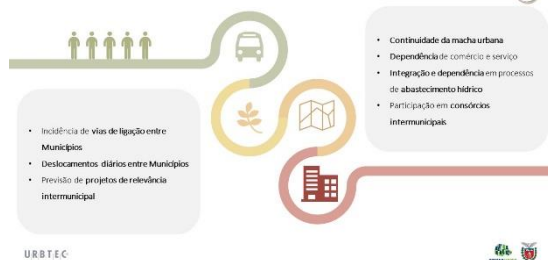 • Continuidade da macha urbana
• Dependência de comércio e serviço
• Integração e dependência em processos
de abastecimento hídrico
• Participação em consórcios
intermunicipais
• Incidência de vias de ligação entre
Municípios
• Deslocamentos diários entre Municípios
• Previsão de projetos de relevância
intermunicipal
URBTEC